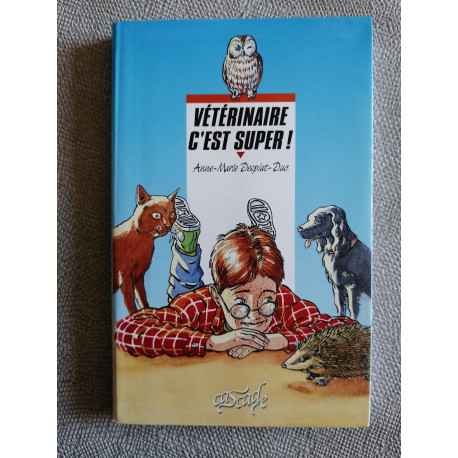 VÉTÉRINAIRE
C'EST SUPER !
Anne-Marie Desplat-Duc
cascade